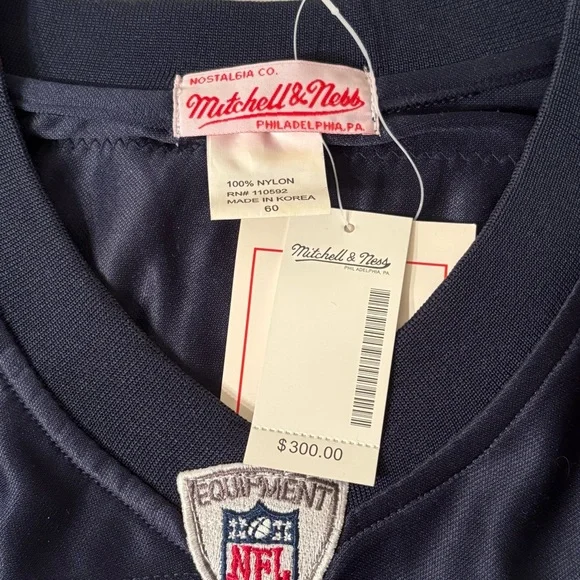 NOSTALGIA CO.
Mitchell & Ness
PHILADELPHIA, PA.
100% NYLON
RN# 110592
MADE IN KOREA
60
Mitchell & Ness
PHILADELPHIA, PA
$300.00
EQUIPMENT
NFL